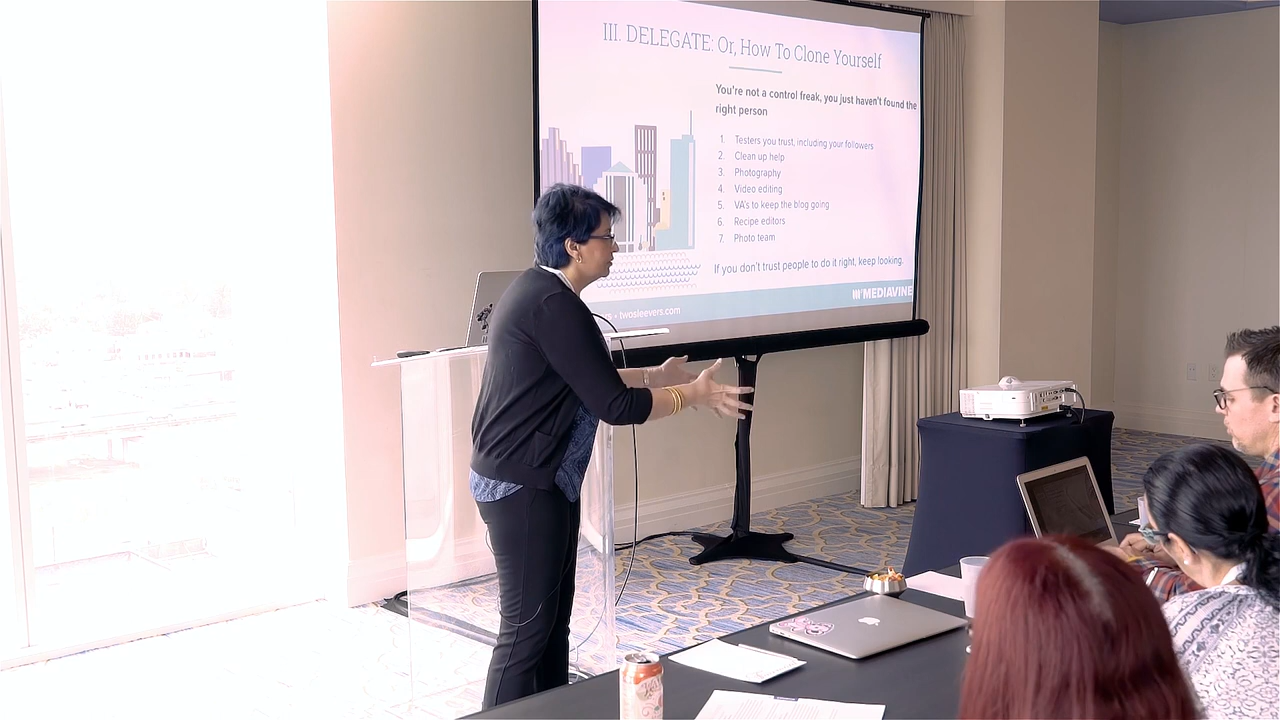 III. DELEGATE: Or, How To Clone Yourself
You're not a control freak, you just haven't found the
right person
1. Testers you trust, including your followers
2. Clean up help
3. Photography
4. Video editing
5. VA's to keep the blog going
6. Recipe editors
7. Photo team
If you don't trust people to do it right, keep looking.
MEDIAVINE
• twosleevers.com